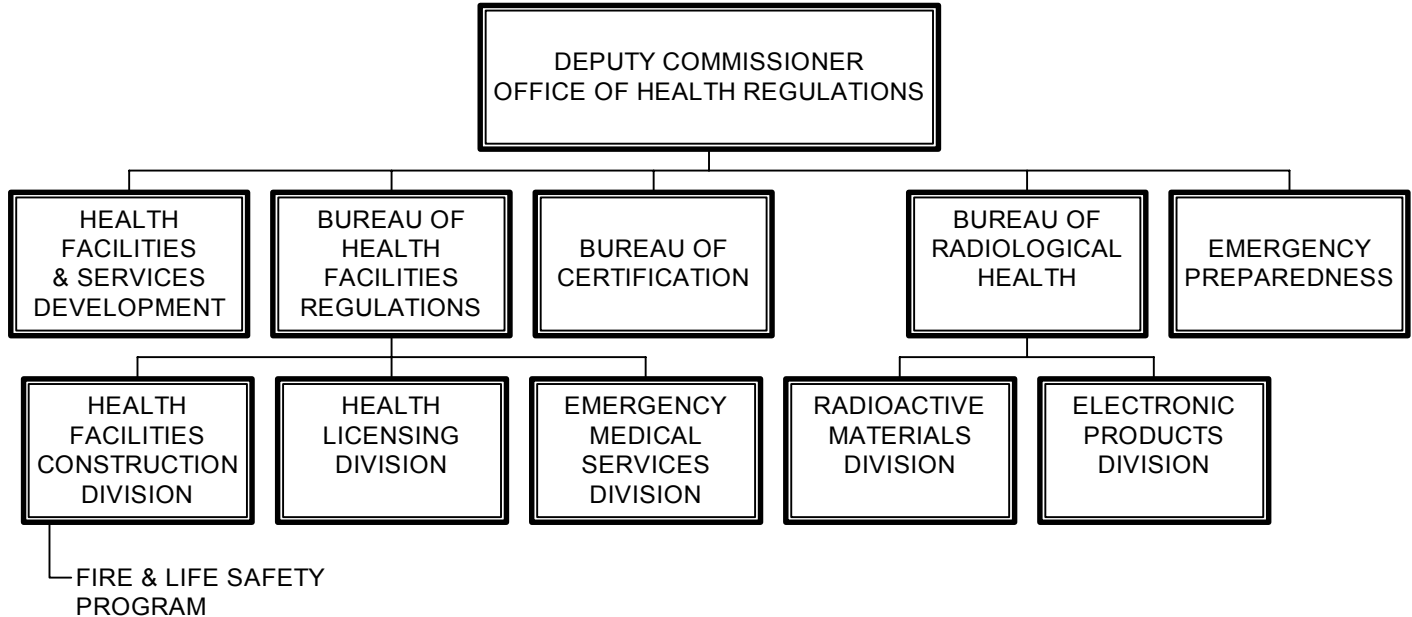 DEPUTY COMMISSIONER
OFFICE OF HEALTH REGULATIONS
HEALTH
FACILITIES
& SERVICES
DEVELOPMENT
BUREAU OF
HEALTH
FACILITIES
REGULATIONS
BUREAU OF
CERTIFICATION
BUREAU OF
RADIOLOGICAL
HEALTH
EMERGENCY
PREPAREDNESS
HEALTH
FACILITIES
CONSTRUCTION
DIVISION
HEALTH
LICENSING
DIVISION
EMERGENCY
MEDICAL
SERVICES
DIVISION
RADIOACTIVE
MATERIALS
DIVISION
ELECTRONIC
PRODUCTS
DIVISION
FIRE & LIFE SAFETY
PROGRAM